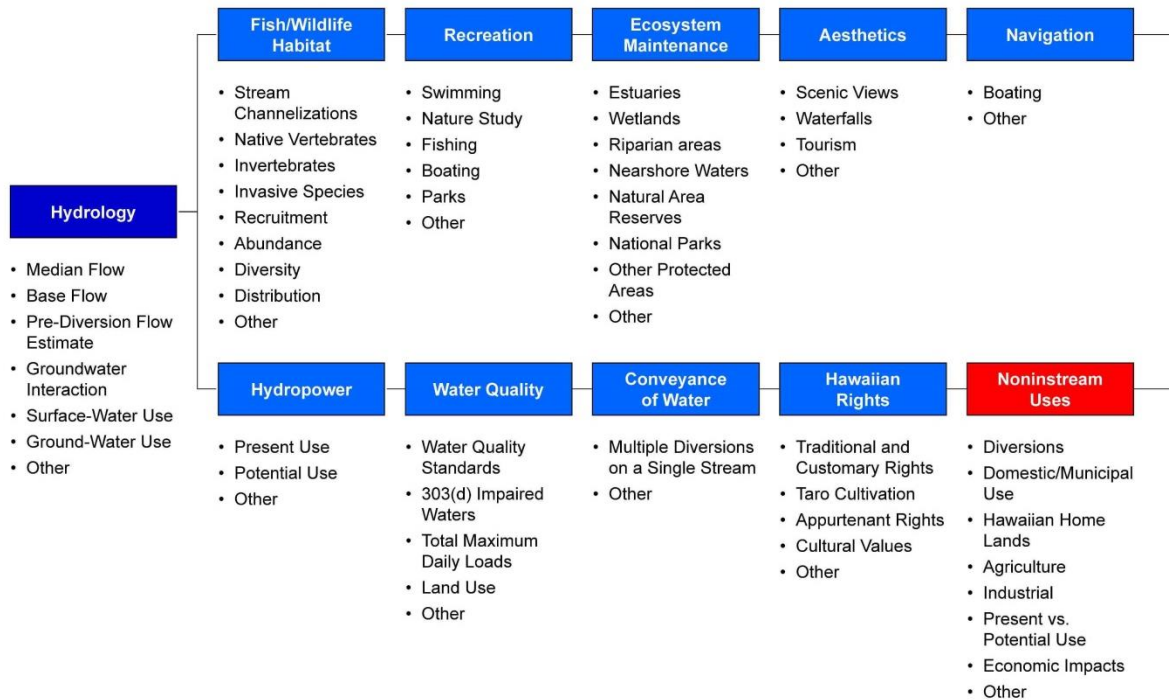 Hydrology
• Median Flow
• Base Flow
• Pre-Diversion Flow
Estimate
• Groundwater
Interaction
• Surface-Water Use
• Ground-Water Use
• Other
Fish/Wildlife
Habitat
• Stream
Channelizations
• Native Vertebrates
• Invertebrates
• Invasive Species
• Recruitment
• Abundance
• Diversity
• Distribution
• Other
Recreation
• Swimming
• Nature Study
• Fishing
• Boating
• Parks
• Other
Ecosystem
Maintenance
• Estuaries
• Wetlands
• Riparian areas
• Nearshore Waters
• Natural Area
Reserves
• National Parks
• Other Protected
Areas
• Other
Aesthetics
• Scenic Views
• Waterfalls
• Tourism
• Other
Navigation
• Boating
• Other
Hydropower
• Present Use
• Potential Use
• Other
Water Quality
• Water Quality
Standards
• 303(d) Impaired
Waters
• Total Maximum
Daily Loads
• Land Use
• Other
Conveyance
of Water
• Multiple Diversions
on a Single Stream
• Other
Hawaiian
Rights
• Traditional and
Customary Rights
• Taro Cultivation
• Appurtenant Rights
• Cultural Values
• Other
Noninstream
Uses
• Diversions
• Domestic/Municipal
Use
• Hawaiian Home
Lands
• Agriculture
• Industrial
• Present vs.
Potential Use
• Economic Impacts
• Other